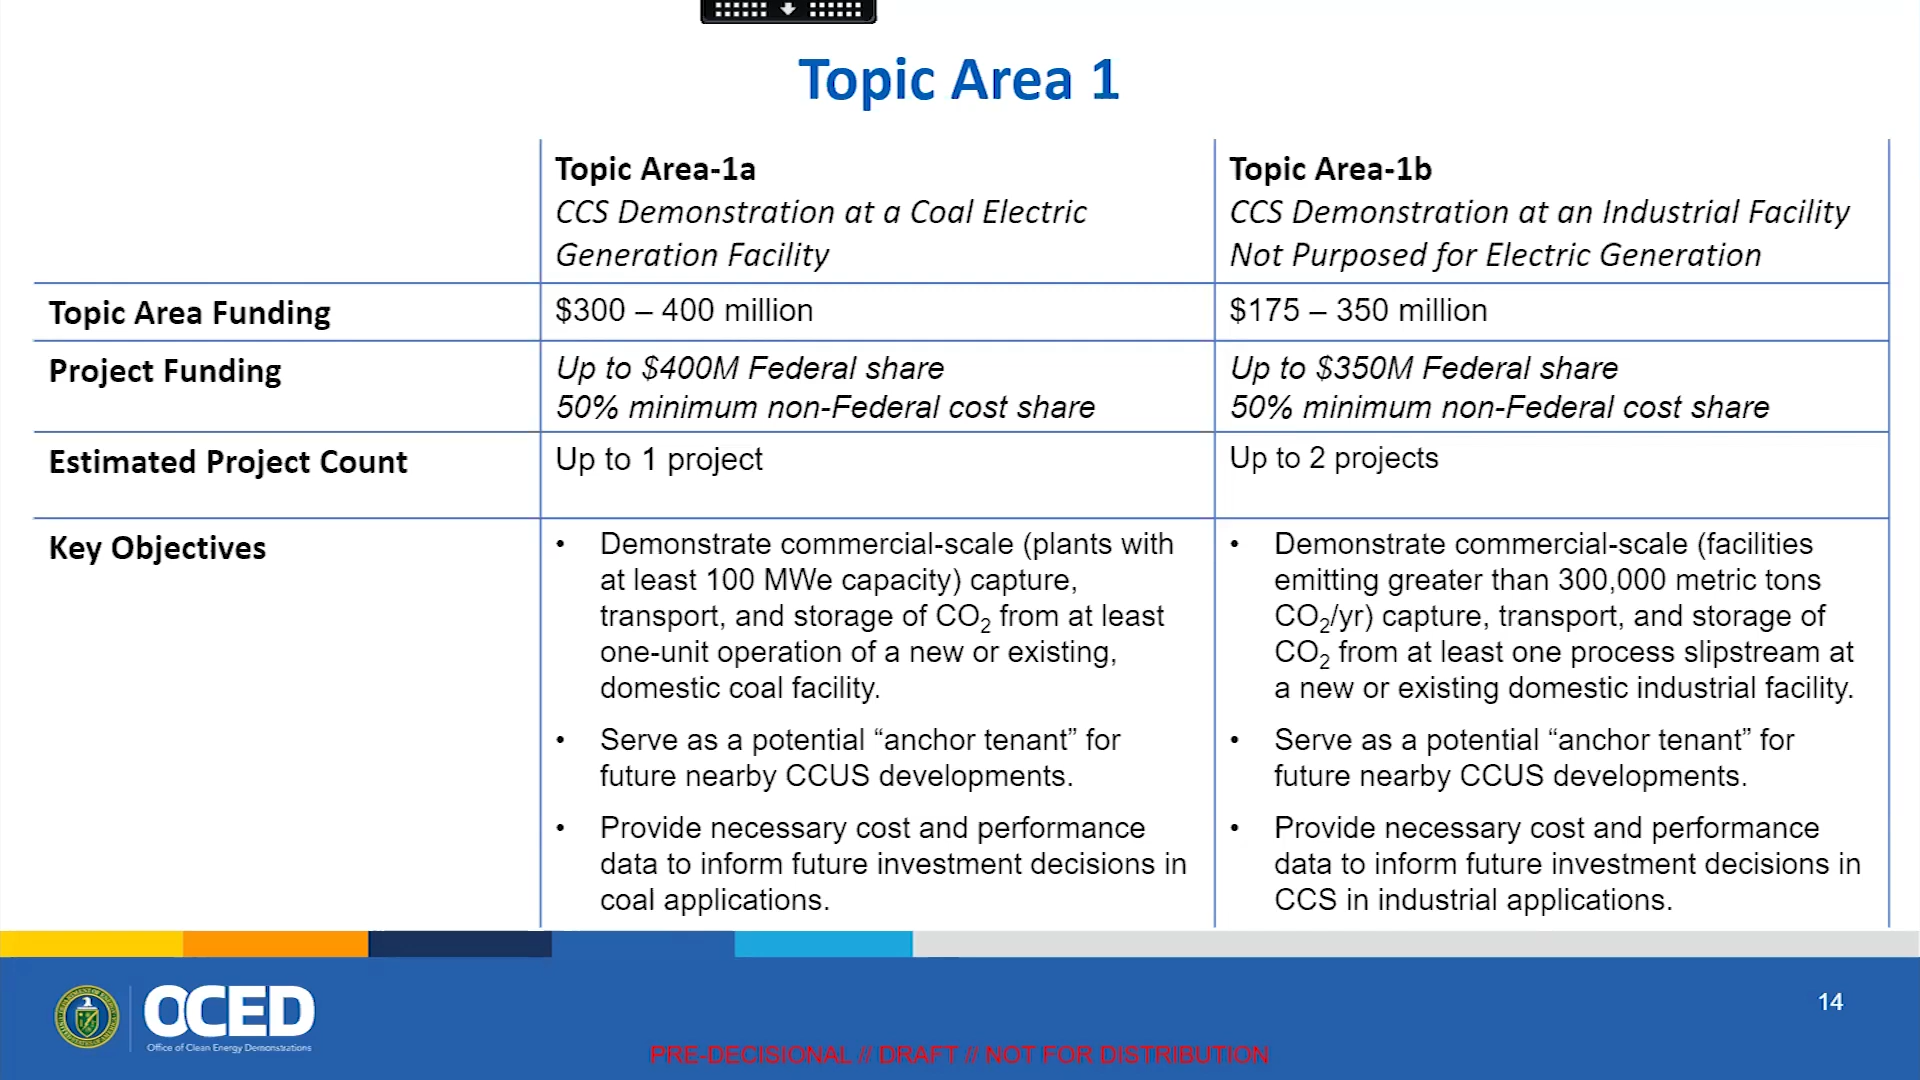 Topic Area 1
Topic Area-1a
CCS Demonstration at a Coal Electric
Generation Facility
Topic Area-1b
CCS Demonstration at an Industrial Facility
Not Purposed for Electric Generation
Topic Area Funding
$300 – 400 million
$175 – 350 million
Project Funding
Up to $400M Federal share
50% minimum non-Federal cost share
Up to $350M Federal share
50% minimum non-Federal cost share
Estimated Project Count
Up to 1 project
Up to 2 projects
Key Objectives
• Demonstrate commercial-scale (plants with
at least 100 MWe capacity) capture,
transport, and storage of CO₂ from at least
one-unit operation of a new or existing,
domestic coal facility.
• Serve as a potential “anchor tenant” for
future nearby CCUS developments.
• Provide necessary cost and performance
data to inform future investment decisions in
coal applications.
• Demonstrate commercial-scale (facilities
emitting greater than 300,000 metric tons
CO₂/yr) capture, transport, and storage of
CO₂ from at least one process slipstream at
a new or existing domestic industrial facility.
• Serve as a potential “anchor tenant” for
future nearby CCUS developments.
• Provide necessary cost and performance
data to inform future investment decisions in
CCS in industrial applications.
OCED
Office of Clean Energy Demonstrations
14
PRE-DECISIONAL // DRAFT // NOT FOR DISTRIBUTION